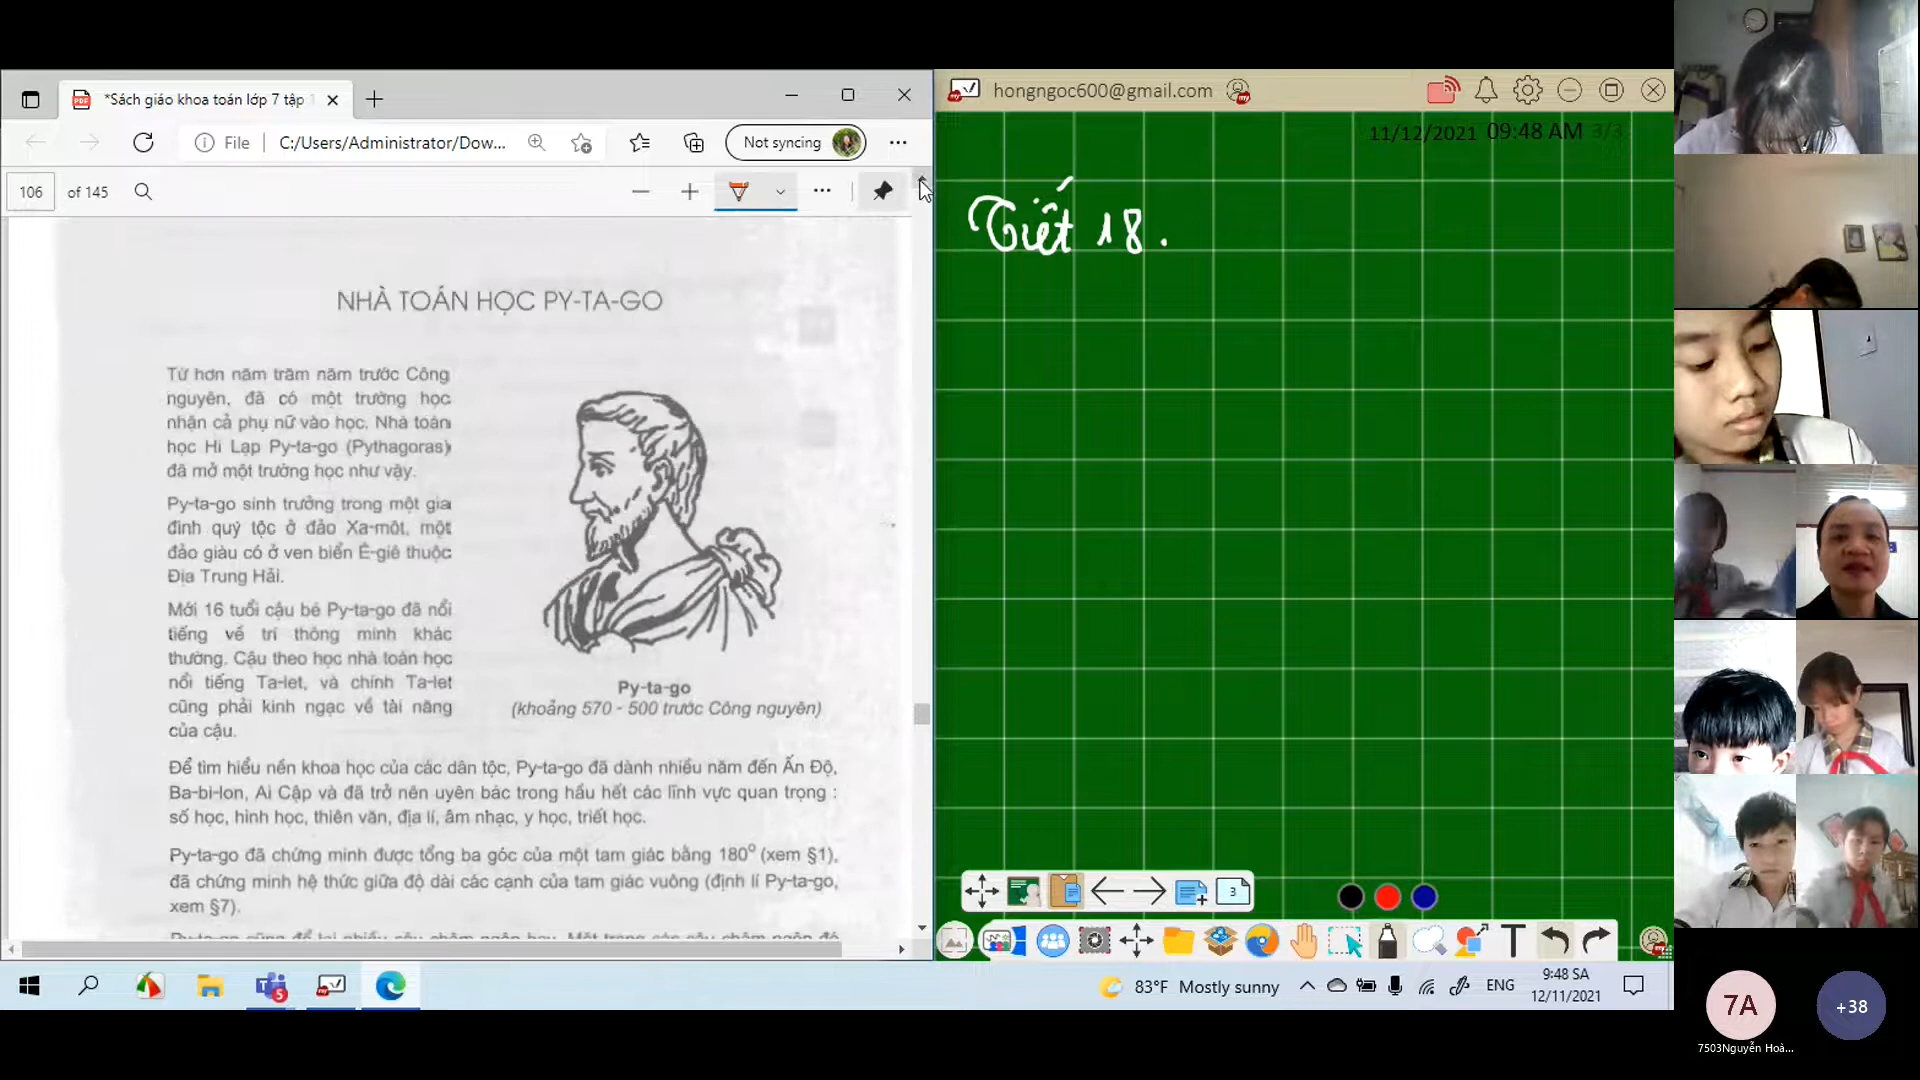 *Sách giáo khoa toán lớp 7 tập 1
File
C:/Users/Administrator/Dow...
Not syncing
106 of 145
NHÀ TOÁN HỌC PY-TA-GO
Từ hơn năm trăm năm trước Công
nguyên, đã có một trường học
nhận cả phụ nữ vào học. Nhà toán
học Hi Lạp Py-ta-go (Pythagoras)
đã mở một trường học như vậy.
Py-ta-go sinh trưởng trong một gia
đình quý tộc ở đảo Xa-môt, một
đảo giàu có ở ven biển Ê-giê thuộc
Địa Trung Hải.
Mới 16 tuổi cậu bé Py-ta-go đã nổi
tiếng về trí thông minh khác
thường. Cậu theo học nhà toán học
nổi tiếng Ta-let, và chính Ta-let
cũng phải kinh ngạc về tài năng
của cậu.
Py-ta-go
(khoảng 570 - 500 trước Công nguyên)
Để tìm hiểu nền khoa học của các dân tộc, Py-ta-go đã dành nhiều năm đến Ấn Độ,
Ba-bi-lon, Ai Cập và đã trở nên uyên bác trong hầu hết các lĩnh vực quan trọng :
số học, hình học, thiên văn, địa lí, âm nhạc, y học, triết học.
Py-ta-go đã chứng minh được tổng ba góc của một tam giác bằng 180° (xem §1),
đã chứng minh hệ thức giữa độ dài các cạnh của tam giác vuông (định lí Py-ta-go,
xem §7).
hongngoc600@gmail.com
11/12/2021 09:48 AM 3/3
Tiết 18.
3
83°F Mostly sunny
ENG
9:48 SA
12/11/2021
7A
+38
7503Nguyễn Hoà...